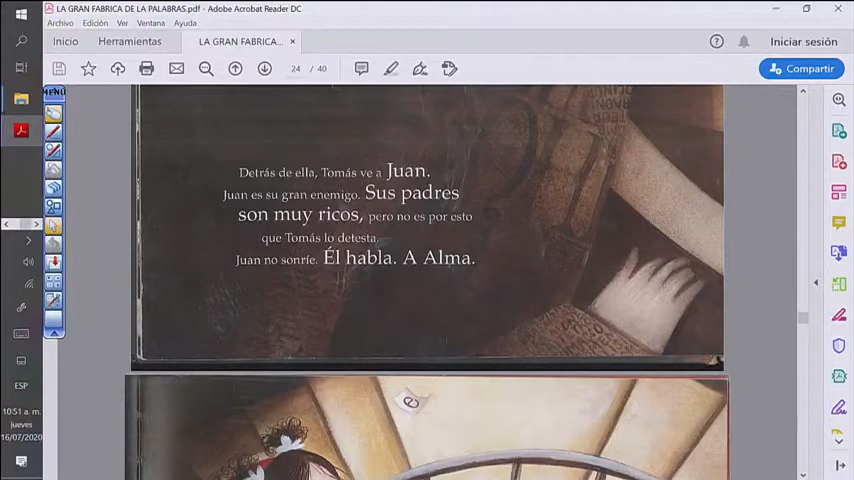 LA GRAN FABRICA DE LA PALABRAS.pdf - Adobe Acrobat Reader DC
Archivo Edición Ver Ventana Ayuda
Inicio Herramientas LA GRAN FABRICA... × ? Iniciar sesión
24 / 40 Compartir
MENÚ
Detrás de ella, Tomás ve a Juan.
Juan es su gran enemigo. Sus padres
son muy ricos, pero no es por esto
que Tomás lo detesta.
Juan no sonríe. Él habla. A Alma.
ESP
10:51 a. m.
jueves
16/07/2020